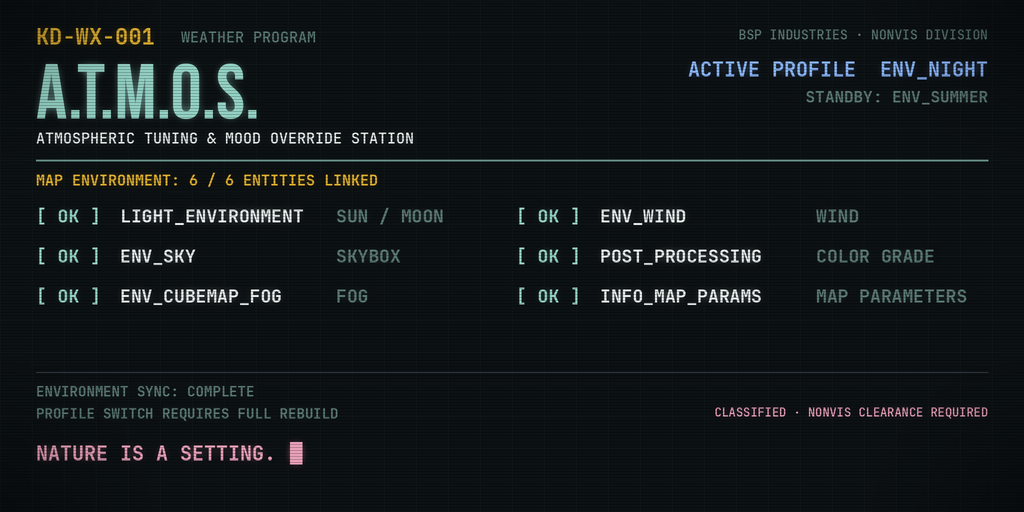 KD-WX-001 WEATHER PROGRAM
BSP INDUSTRIES · NONVIS DIVISION
A.T.M.O.S.
ACTIVE PROFILE ENV_NIGHT
STANDBY: ENV_SUMMER
ATMOSPHERIC TUNING & MOOD OVERRIDE STATION
MAP ENVIRONMENT: 6 / 6 ENTITIES LINKED
[ OK ] LIGHT_ENVIRONMENT SUN / MOON [ OK ] ENV_WIND WIND
[ OK ] ENV_SKY SKYBOX [ OK ] POST_PROCESSING COLOR GRADE
[ OK ] ENV_CUBEMAP_FOG FOG [ OK ] INFO_MAP_PARAMS MAP PARAMETERS
ENVIRONMENT SYNC: COMPLETE
PROFILE SWITCH REQUIRES FULL REBUILD
CLASSIFIED · NONVIS CLEARANCE REQUIRED
NATURE IS A SETTING.